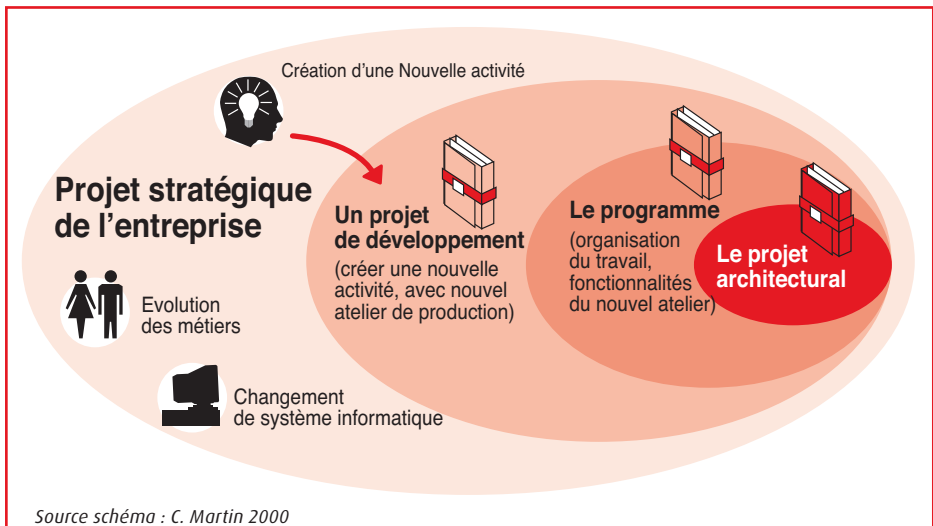 Création d'une Nouvelle activité
Projet stratégique
de l'entreprise
Un projet
de développement
(créer une nouvelle
activité, avec nouvel
atelier de production)
Le programme
(organisation
du travail,
fonctionnalités
du nouvel atelier)
Le projet
architectural
Evolution
des métiers
Changement
de système informatique
Source schéma : C. Martin 2000